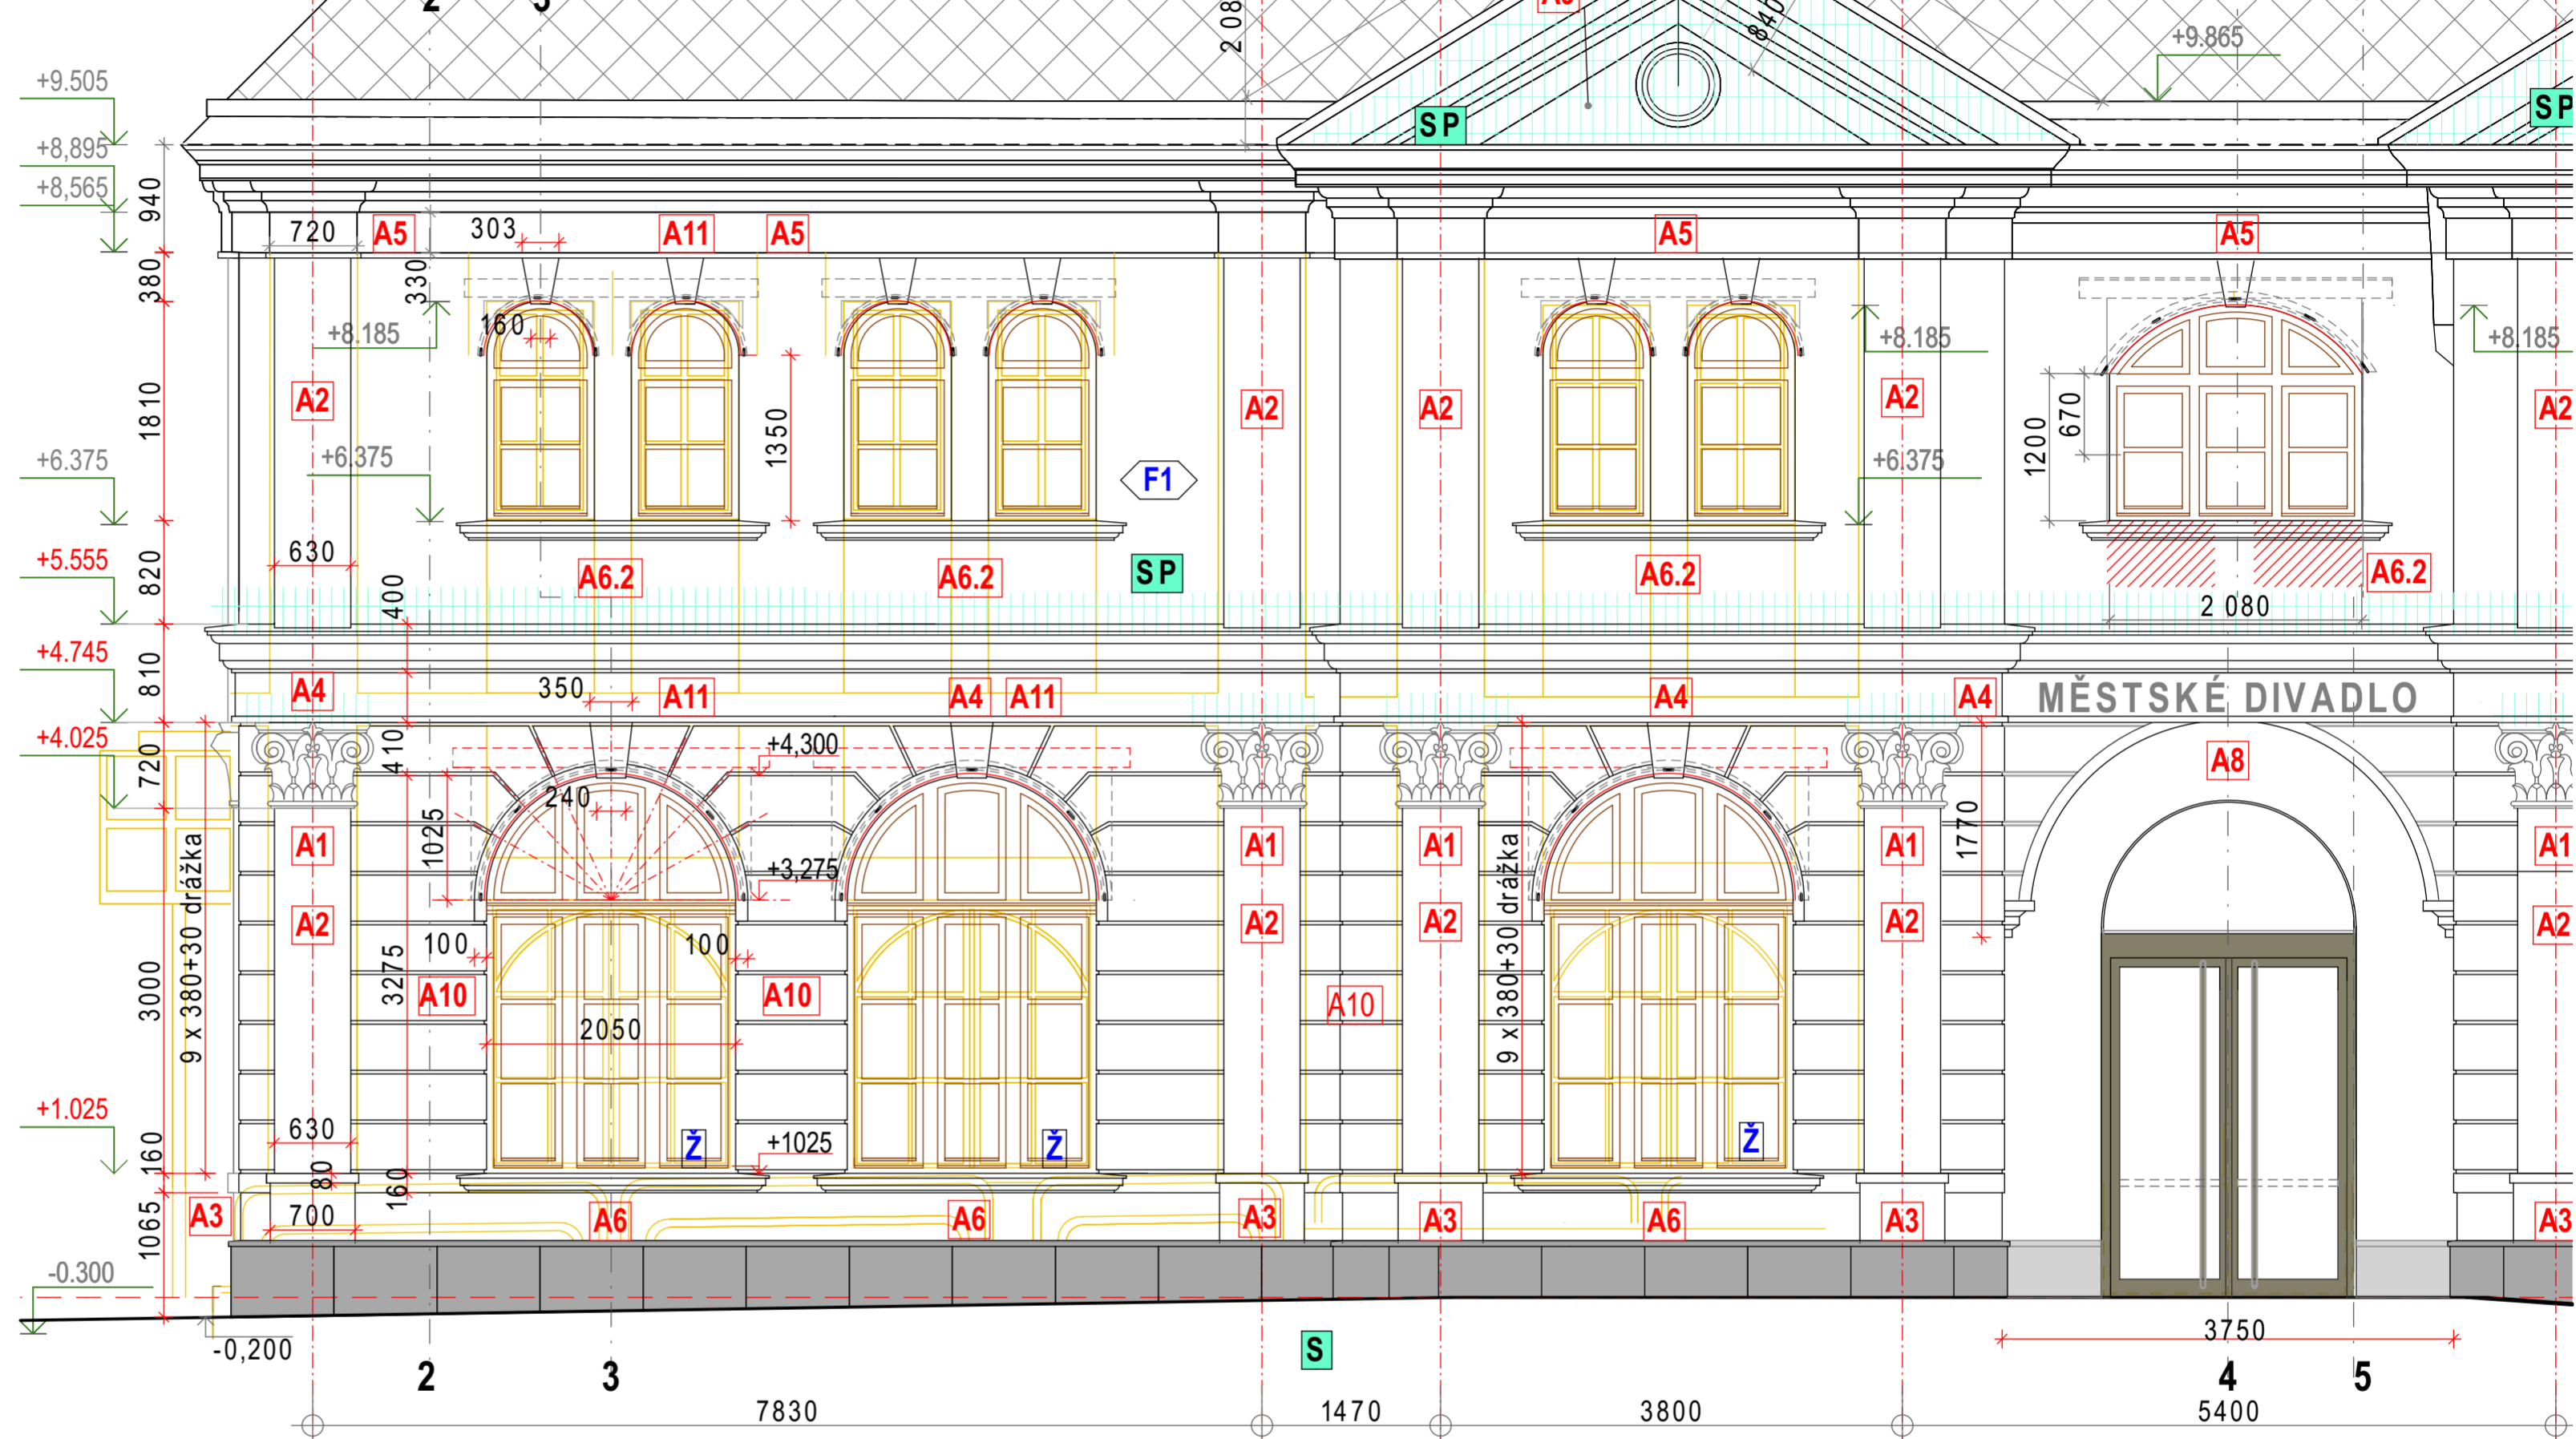 +9.865
+9.505
SP
SP
+8,895
+8,565
940
720
A5
303
A11
A5
A5
A5
380
330
160
+8.185
+8.185
+8.185
A2
A2
A2
A2
A2
1810
1350
670
1200
+6.375
+6.375
+6.375
F1
+5.555
630
820
400
A6.2
A6.2
SP
A6.2
A6.2
2 080
+4.745
810
A4
350
A11
A4
A11
A4
A4
MĚSTSKÉ DIVADLO
+4.025
720
410
+4,300
A8
240
1025
1770
A1
A1
A1
A1
A1
+3,275
9 x 380+30 drážka
9 x 380+30 drážka
A2
A2
A2
A2
A2
100
100
3000
3275
A10
A10
A10
2050
+1.025
630
Ž
+1025
Ž
Ž
160
80
160
1065
A3
700
A6
A6
A3
A3
A6
A3
A3
-0.300
-0,200
S
3750
2
3
4
5
7830
1470
3800
5400
840